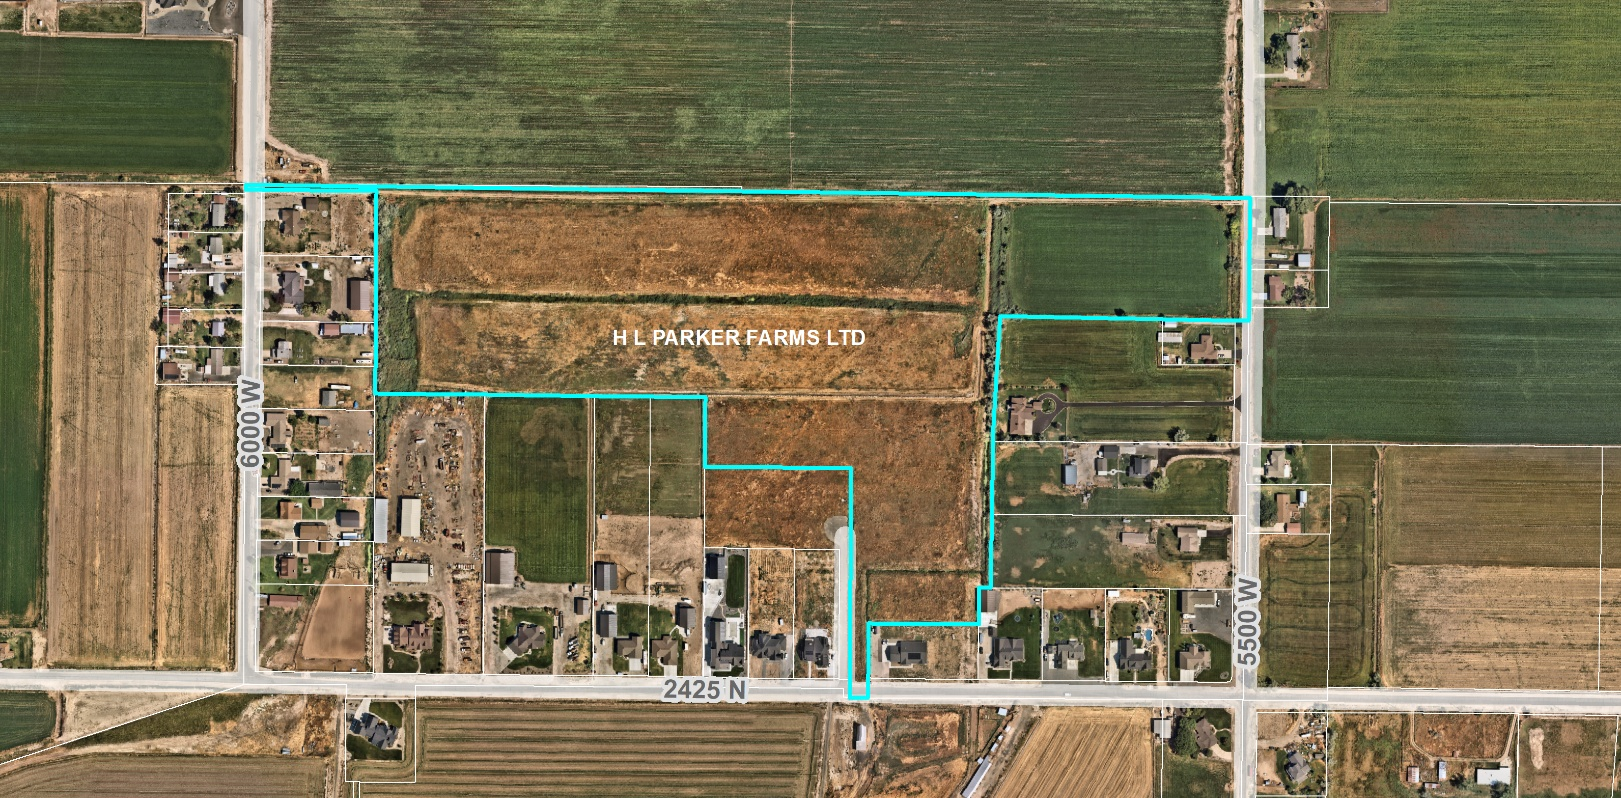 H L PARKER FARMS LTD
6000 W
5500 W
2425 N